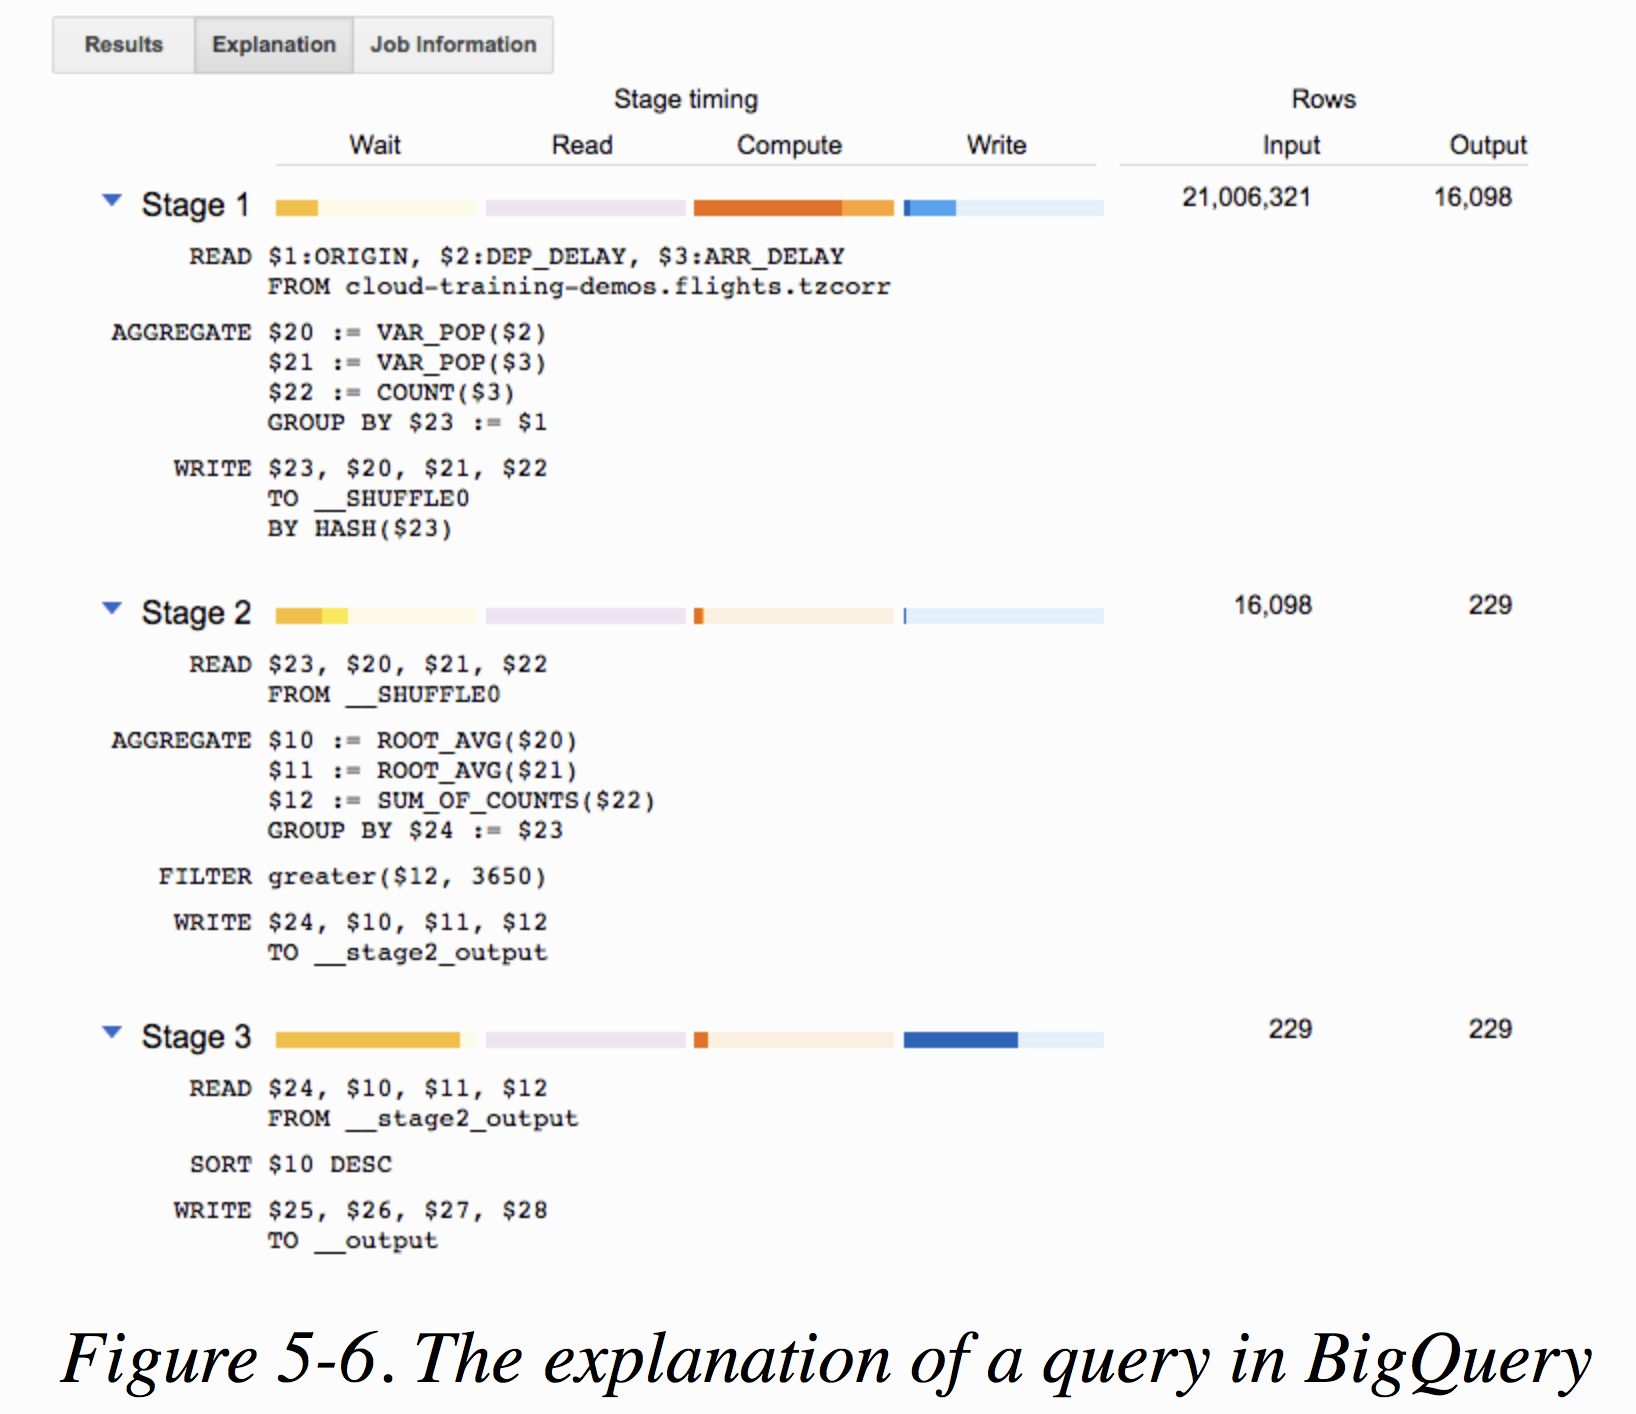 Results Explanation Job Information
Stage timing Rows
Wait Read Compute Write Input Output
Stage 1 21,006,321 16,098
READ $1:ORIGIN, $2:DEP_DELAY, $3:ARR_DELAY
FROM cloud-training-demos.flights.tzcorr
AGGREGATE $20 := VAR_POP($2)
$21 := VAR_POP($3)
$22 := COUNT($3)
GROUP BY $23 := $1
WRITE $23, $20, $21, $22
TO __SHUFFLE0
BY HASH($23)
Stage 2 16,098 229
READ $23, $20, $21, $22
FROM __SHUFFLE0
AGGREGATE $10 := ROOT_AVG($20)
$11 := ROOT_AVG($21)
$12 := SUM_OF_COUNTS($22)
GROUP BY $24 := $23
FILTER greater($12, 3650)
WRITE $24, $10, $11, $12
TO __stage2_output
Stage 3 229 229
READ $24, $10, $11, $12
FROM __stage2_output
SORT $10 DESC
WRITE $25, $26, $27, $28
TO __output
Figure 5-6. The explanation of a query in BigQuery